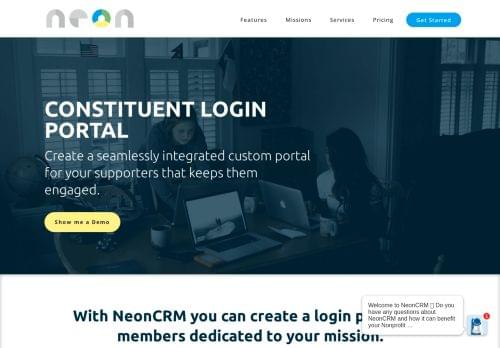 neon
Features Missions Services Pricing Get Started
CONSTITUENT LOGIN
PORTAL
Create a seamlessly integrated custom portal
for your supporters that keeps them
engaged.
Show me a Demo
With NeonCRM you can create a login p
members dedicated to your mission.
Welcome to NeonCRM ▯ Do you
have any questions about
NeonCRM and how it can benefit
your Nonprofit ...
1